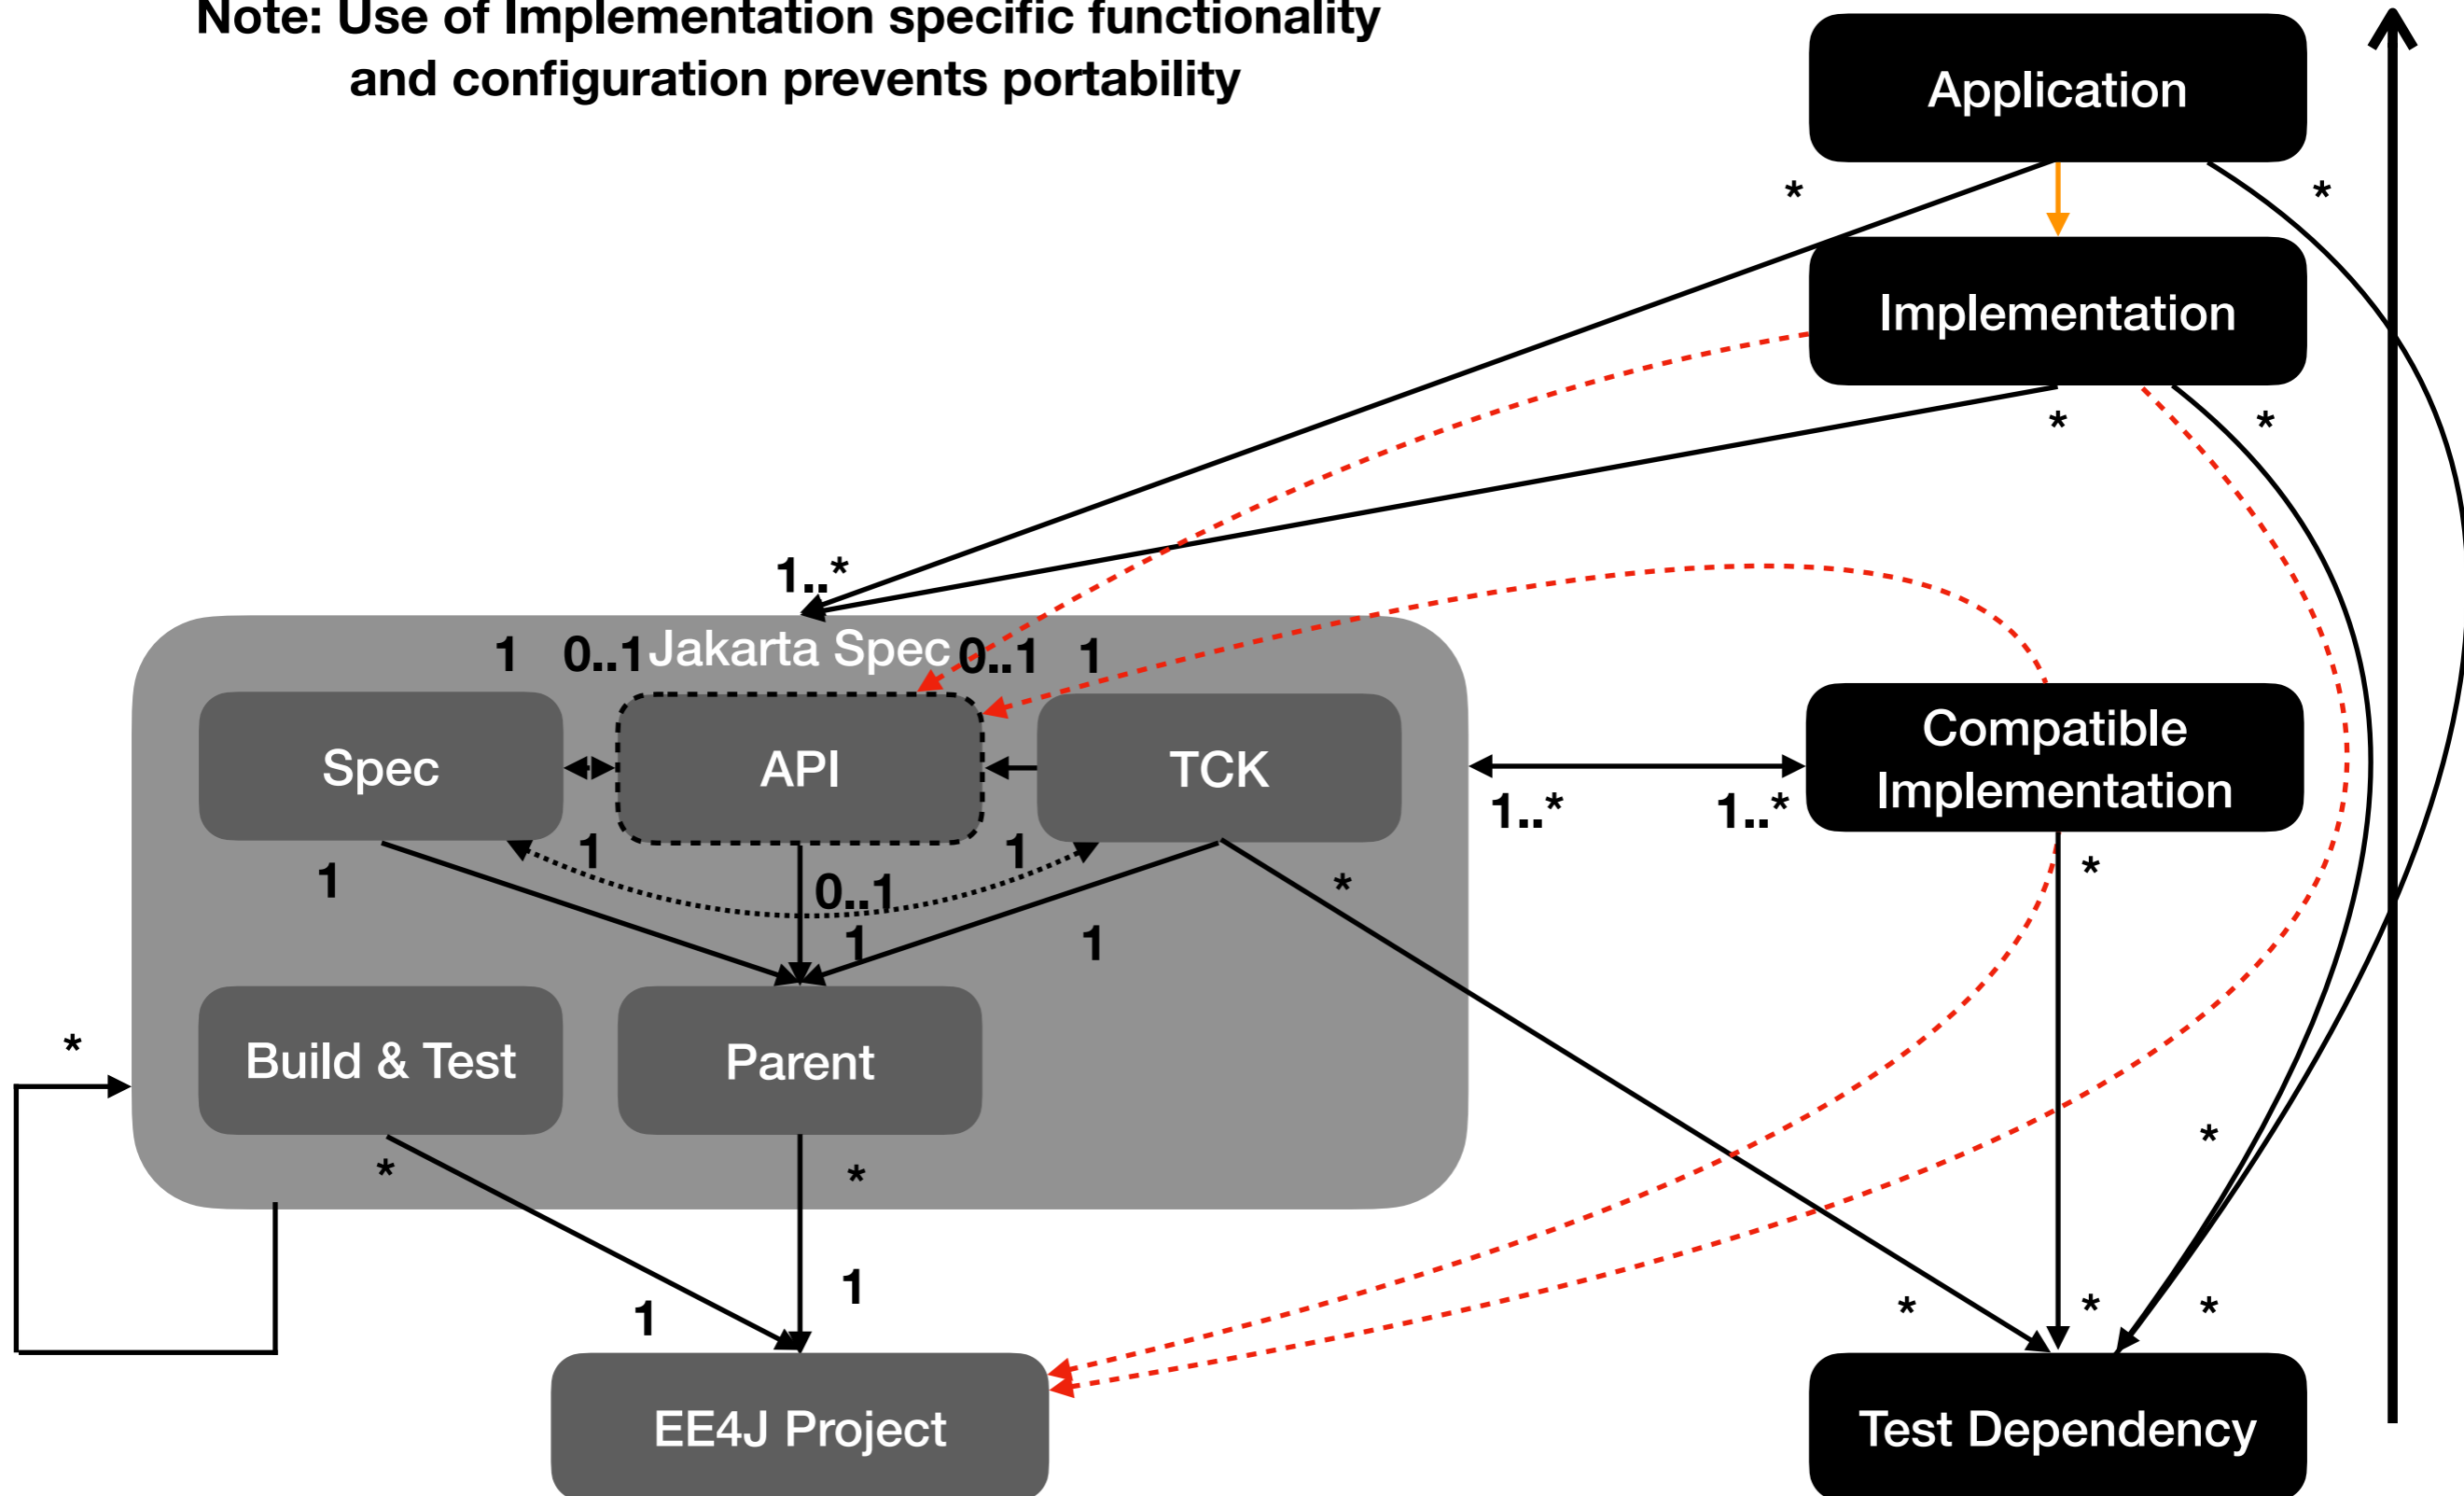 Note: Use of Implementation specific functionality
and configuration prevents portability
Application
*
*
Implementation
*
*
1..*
Jakarta Spec
1
0..1
0..1
1
Spec
API
TCK
Compatible
Implementation
1..*
1..*
1
1
1
0..1
*
*
1
1
*
Build & Test
Parent
*
*
*
1
1
*
*
*
EE4J Project
Test Dependency